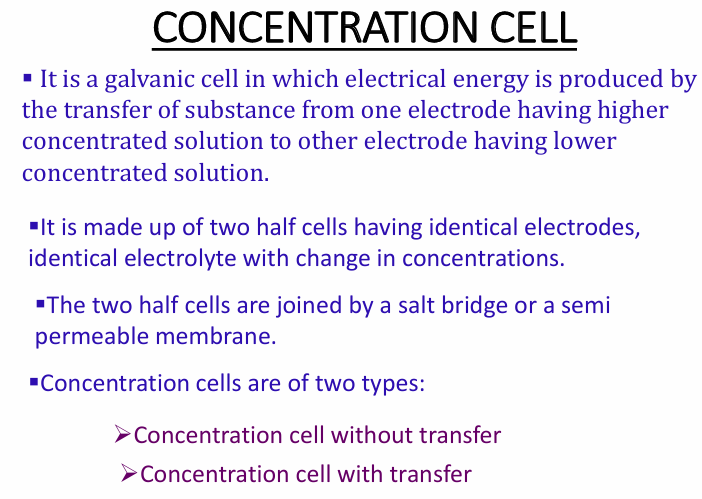 CONCENTRATION CELL
▪ It is a galvanic cell in which electrical energy is produced by
the transfer of substance from one electrode having higher
concentrated solution to other electrode having lower
concentrated solution.
▪It is made up of two half cells having identical electrodes,
identical electrolyte with change in concentrations.
▪The two half cells are joined by a salt bridge or a semi
permeable membrane.
▪Concentration cells are of two types:
➢Concentration cell without transfer
➢Concentration cell with transfer